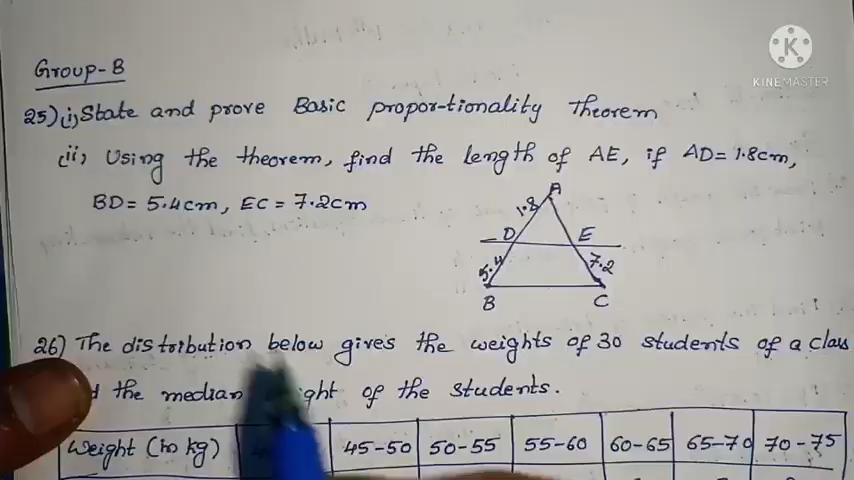 K
KINEMASTER
Group-B
25) (i) State and prove Basic propor-tionality Theorem
(ii) Using the theorem, find the length of AE, if AD= 1.8cm,
BD= 5.4cm, EC = 7.2cm
A
1.8
D E
5.4 7.2
B C
26) The distribution below gives the weights of 30 students of a class
the median of the students.
Weight (in kg) 45-50 50-55 55-60 60-65 65-70 70-75